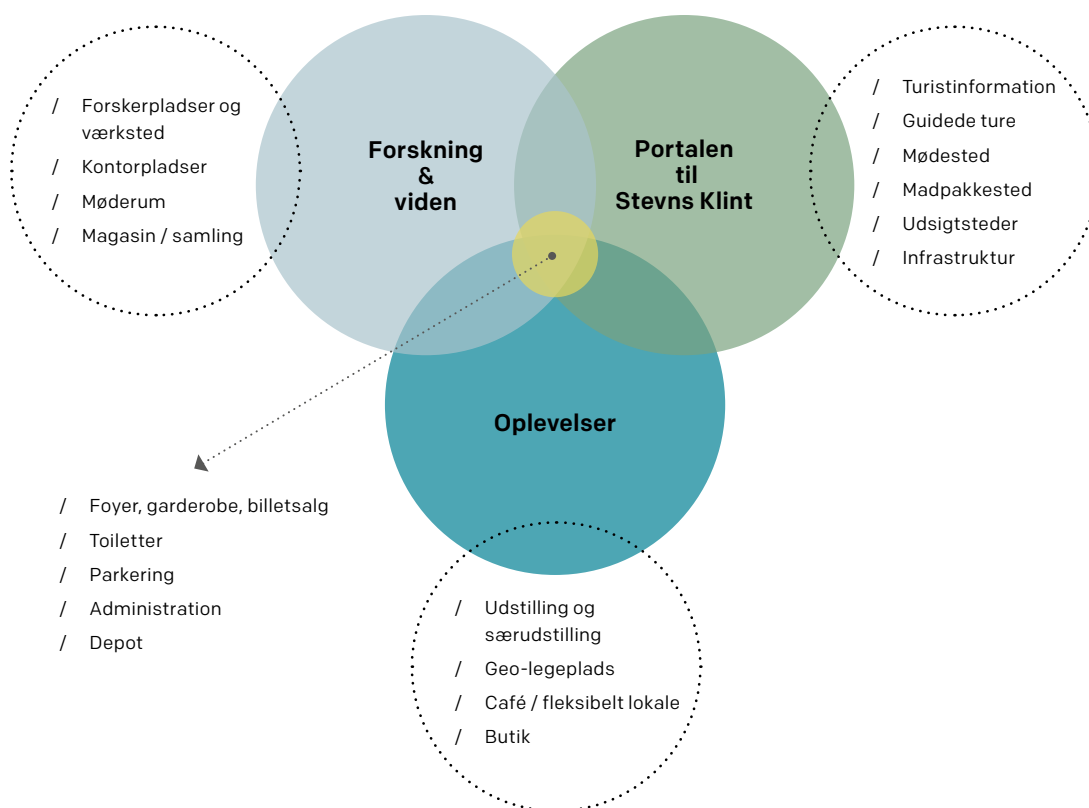 / Forskerpladser og
værksted
/ Kontorpladser
/ Møderum
/ Magasin / samling
Forskning
&
viden
Portalen
til
Stevns Klint
/ Turistinformation
/ Guidede ture
/ Mødested
/ Madpakkested
/ Udsigtsteder
/ Infrastruktur
Oplevelser
/ Foyer, garderobe, billetsalg
/ Toiletter
/ Parkering
/ Administration
/ Depot
/ Udstilling og
særudstilling
/ Geo-legeplads
/ Café / fleksibelt lokale
/ Butik